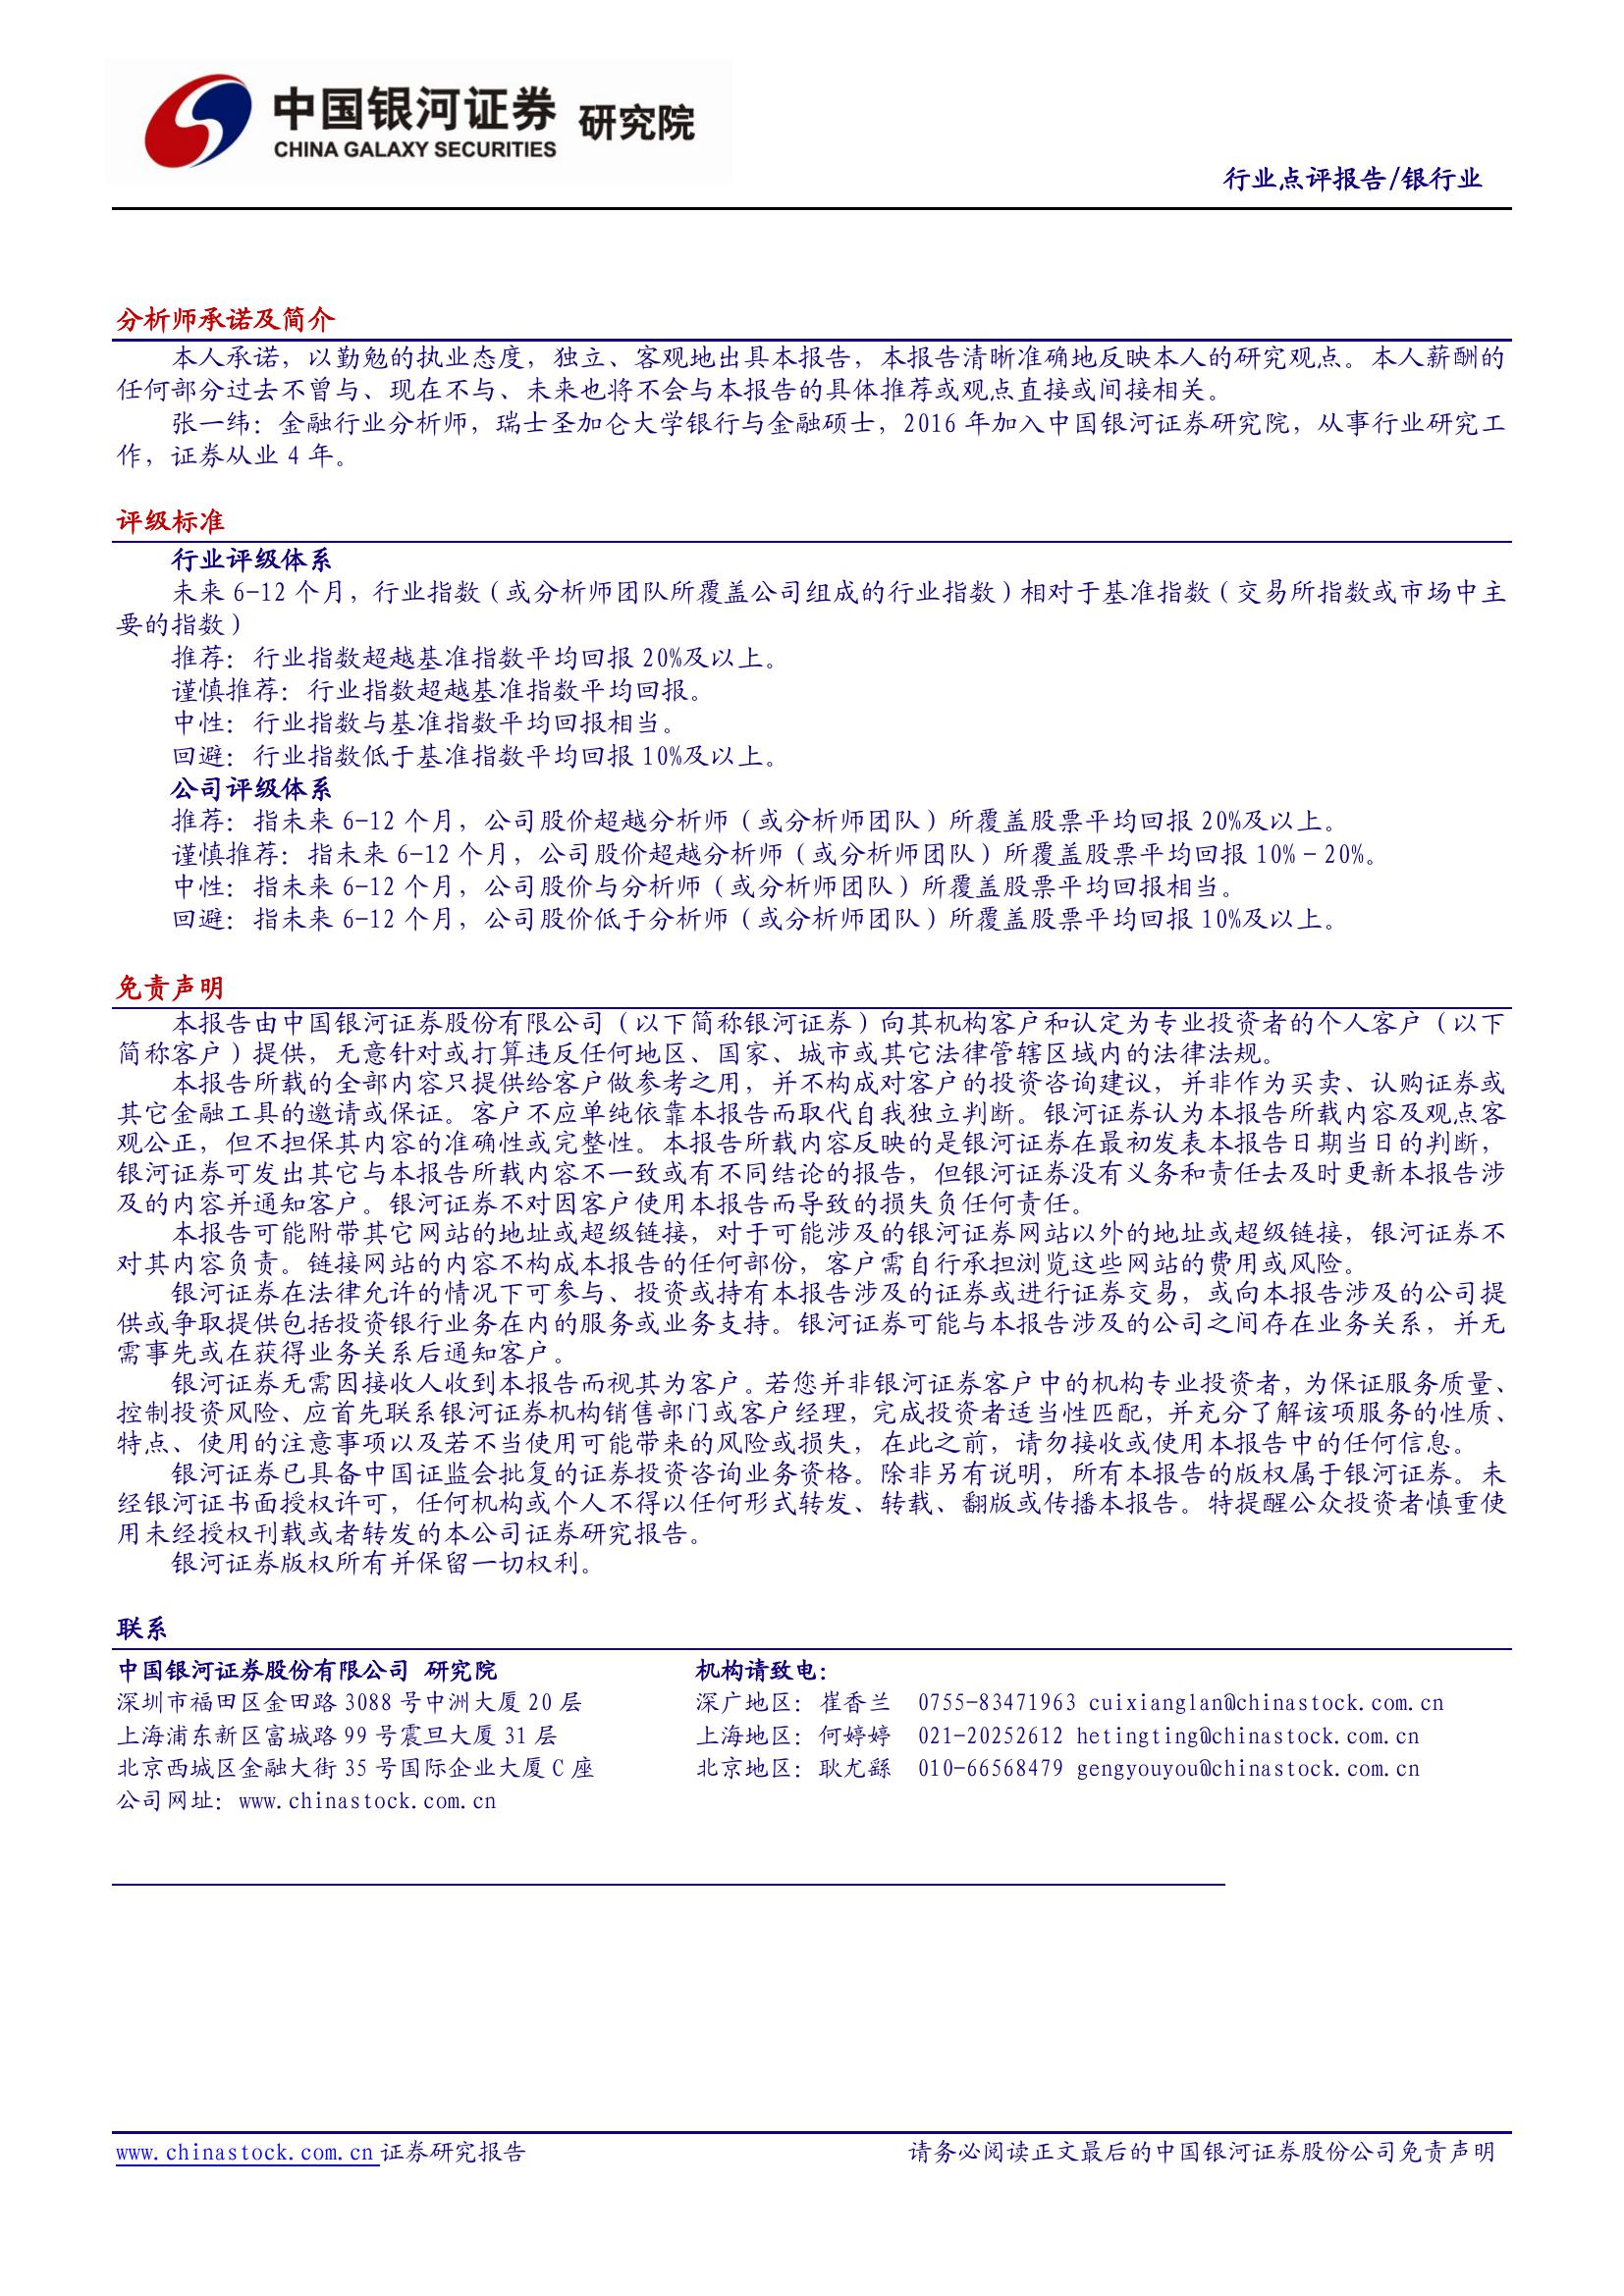 中国银河证券 研究院
CHINA GALAXY SECURITIES
行业点评报告/银行业
分析师承诺及简介
本人承诺，以勤勉的执业态度，独立、客观地出具本报告，本报告清晰准确地反映本人的研究观点。本人薪酬的
任何部分过去不曾与、现在不与、未来也将不会与本报告的具体推荐或观点直接或间接相关。
张一纬：金融行业分析师，瑞士圣加仑大学银行与金融硕士，2016 年加入中国银河证券研究院，从事行业研究工
作，证券从业 4 年。
评级标准
行业评级体系
未来 6-12 个月，行业指数（或分析师团队所覆盖公司组成的行业指数）相对于基准指数（交易所指数或市场中主
要的指数）
推荐：行业指数超越基准指数平均回报 20%及以上。
谨慎推荐：行业指数超越基准指数平均回报。
中性：行业指数与基准指数平均回报相当。
回避：行业指数低于基准指数平均回报 10%及以上。
公司评级体系
推荐：指未来 6-12 个月，公司股价超越分析师（或分析师团队）所覆盖股票平均回报 20%及以上。
谨慎推荐：指未来 6-12 个月，公司股价超越分析师（或分析师团队）所覆盖股票平均回报 10%－20%。
中性：指未来 6-12 个月，公司股价与分析师（或分析师团队）所覆盖股票平均回报相当。
回避：指未来 6-12 个月，公司股价低于分析师（或分析师团队）所覆盖股票平均回报 10%及以上。
免责声明
本报告由中国银河证券股份有限公司（以下简称银河证券）向其机构客户和认定为专业投资者的个人客户（以下
简称客户）提供，无意针对或打算违反任何地区、国家、城市或其它法律管辖区域内的法律法规。
本报告所载的全部内容只提供给客户做参考之用，并不构成对客户的投资咨询建议，并非作为买卖、认购证券或
其它金融工具的邀请或保证。客户不应单纯依靠本报告而取代自我独立判断。银河证券认为本报告所载内容及观点客
观公正，但不担保其内容的准确性或完整性。本报告所载内容反映的是银河证券在最初发表本报告日期当日的判断，
银河证券可发出其它与本报告所载内容不一致或有不同结论的报告，但银河证券没有义务和责任去及时更新本报告涉
及的内容并通知客户。银河证券不对因客户使用本报告而导致的损失负任何责任。
本报告可能附带其它网站的地址或超级链接，对于可能涉及的银河证券网站以外的地址或超级链接，银河证券不
对其内容负责。链接网站的内容不构成本报告的任何部份，客户需自行承担浏览这些网站的费用或风险。
银河证券在法律允许的情况下可参与、投资或持有本报告涉及的证券或进行证券交易，或向本报告涉及的公司提
供或争取提供包括投资银行业务在内的服务或业务支持。银河证券可能与本报告涉及的公司之间存在业务关系，并无
需事先或在获得业务关系后通知客户。
银河证券无需因接收人收到本报告而视其为客户。若您并非银河证券客户中的机构专业投资者，为保证服务质量、
控制投资风险、应首先联系银河证券机构销售部门或客户经理，完成投资者适当性匹配，并充分了解该项服务的性质、
特点、使用的注意事项以及若不当使用可能带来的风险或损失，在此之前，请勿接收或使用本报告中的任何信息。
银河证券已具备中国证监会批复的证券投资咨询业务资格。除非另有说明，所有本报告的版权属于银河证券。未
经银河证书面授权许可，任何机构或个人不得以任何形式转发、转载、翻版或传播本报告。特提醒公众投资者慎重使
用未经授权刊载或者转发的本公司证券研究报告。
银河证券版权所有并保留一切权利。
联系
中国银河证券股份有限公司 研究院 机构请致电：
深圳市福田区金田路 3088 号中洲大厦 20 层 深广地区：崔香兰 0755-83471963 cuixianglan@chinastock.com.cn
上海浦东新区富城路 99 号震旦大厦 31 层 上海地区：何婷婷 021-20252612 hetingting@chinastock.com.cn
北京西城区金融大街 35 号国际企业大厦 C 座 北京地区：耿尤繇 010-66568479 gengyouyou@chinastock.com.cn
公司网址：www.chinastock.com.cn
www.chinastock.com.cn 证券研究报告 请务必阅读正文最后的中国银河证券股份公司免责声明